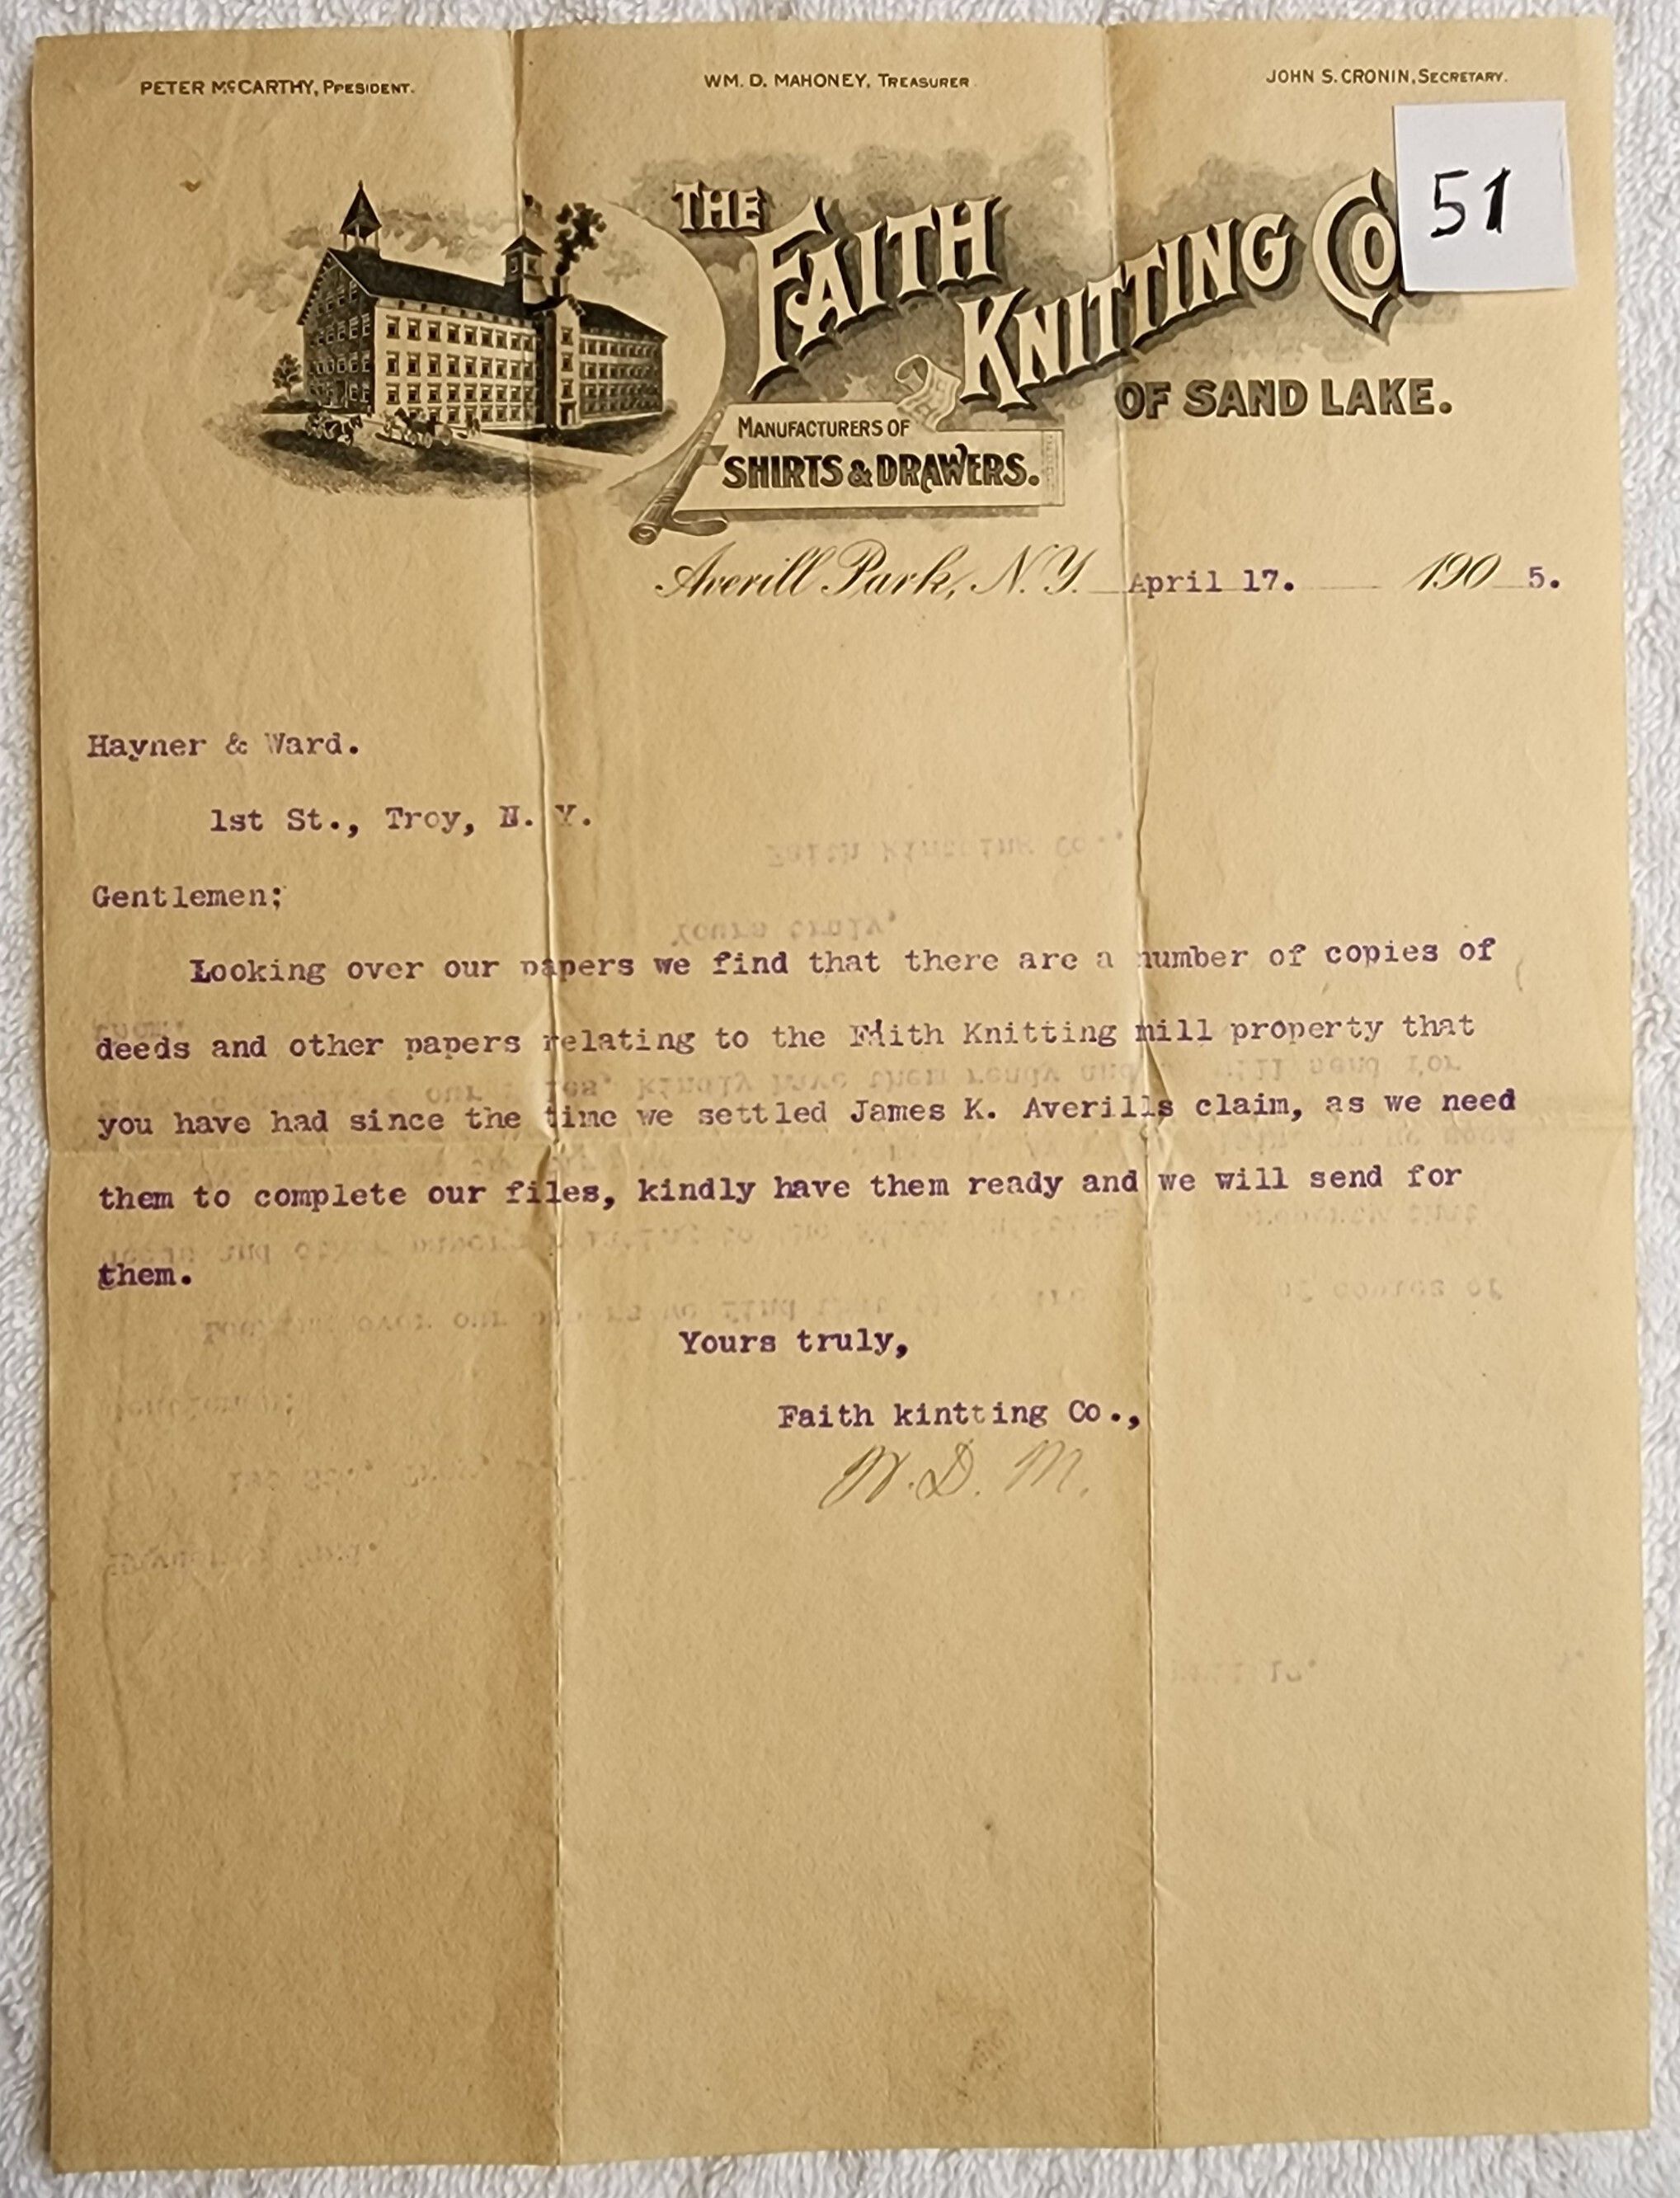 PETER McCARTHY, PRESIDENT. WM. D. MAHONEY, TREASURER. JOHN S. CRONIN, SECRETARY.
51
THE FAITH KNITTING CO
OF SAND LAKE.
MANUFACTURERS OF
SHIRTS & DRAWERS.
Averill Park, N. Y. April 17. 190 5.
Hayner & Ward.
1st St., Troy, N. Y.
Gentlemen;
Looking over our papers we find that there are a number of copies of
deeds and other papers relating to the Faith Knitting mill property that
you have had since the time we settled James K. Averills claim, as we need
them to complete our files, kindly have them ready and we will send for
them.
Yours truly,
Faith kintting Co.,
W. D. M.